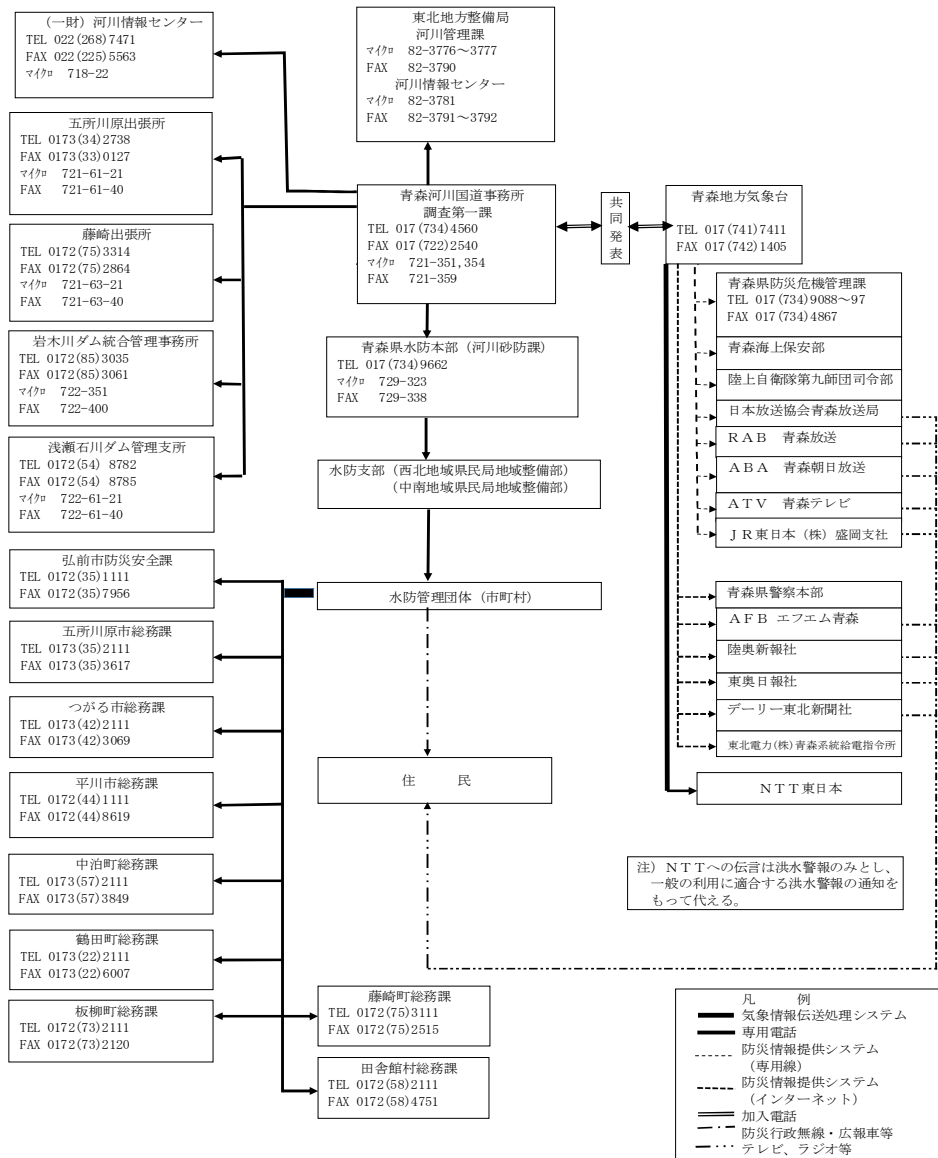 （一財）河川情報センター
TEL 022(268)7471
FAX 022(225)5563
ﾏｲｸﾛ 718-22
五所川原出張所
TEL 0173(34)2738
FAX 0173(33)0127
ﾏｲｸﾛ 721-61-21
FAX 721-61-40
藤崎出張所
TEL 0172(75)3314
FAX 0172(75)2864
ﾏｲｸﾛ 721-63-21
FAX 721-63-40
岩木川ダム統合管理事務所
TEL 0172(85)3035
FAX 0172(85)3061
ﾏｲｸﾛ 722-351
FAX 722-400
浅瀬石川ダム管理支所
TEL 0172(54) 8782
FAX 0172(54) 8785
ﾏｲｸﾛ 722-61-21
FAX 722-61-40
弘前市防災安全課
TEL 0172(35)1111
FAX 0172(35)7956
五所川原市総務課
TEL 0173(35)2111
FAX 0173(35)3617
つがる市総務課
TEL 0173(42)2111
FAX 0173(42)3069
平川市総務課
TEL 0172(44)1111
FAX 0172(44)8619
中泊町総務課
TEL 0173(57)2111
FAX 0173(57)3849
鶴田町総務課
TEL 0173(22)2111
FAX 0173(22)6007
板柳町総務課
TEL 0172(73)2111
FAX 0172(73)2120
東北地方整備局
河川管理課
ﾏｲｸﾛ 82-3776～3777
FAX 82-3790
河川情報センター
ﾏｲｸﾛ 82-3781
FAX 82-3791～3792
青森河川国道事務所
調査第一課
TEL 017(734)4560
FAX 017(722)2540
ﾏｲｸﾛ 721-351,354
FAX 721-359
青森県水防本部（河川砂防課）
TEL 017(734)9662
ﾏｲｸﾛ 729-323
FAX 729-338
水防支部（西北地域県民局地域整備部）
（中南地域県民局地域整備部）
水防管理団体（市町村）
住 民
藤崎町総務課
TEL 0172(75)3111
FAX 0172(75)2515
田舎館村総務課
TEL 0172(58)2111
FAX 0172(58)4751
共同発表
青森地方気象台
TEL 017(741)7411
FAX 017(742)1405
青森県防災危機管理課
TEL 017(734)9088～97
FAX 017(734)4867
青森海上保安部
陸上自衛隊第九師団司令部
日本放送協会青森放送局
ＲＡＢ 青森放送
ＡＢＡ 青森朝日放送
ＡＴＶ 青森テレビ
ＪＲ東日本（株）盛岡支社
青森県警察本部
ＡＦＢ エフエム青森
陸奥新報社
東奥日報社
デーリー東北新聞社
東北電力(株)青森系統給電指令所
ＮＴＴ東日本
注）ＮＴＴへの伝言は洪水警報のみとし、
一般の利用に適合する洪水警報の通知を
もって代える。
凡 例
気象情報伝送処理システム
専用電話
防災情報提供システム
（専用線）
防災情報提供システム
（インターネット）
加入電話
防災行政無線・広報車等
テレビ、ラジオ等